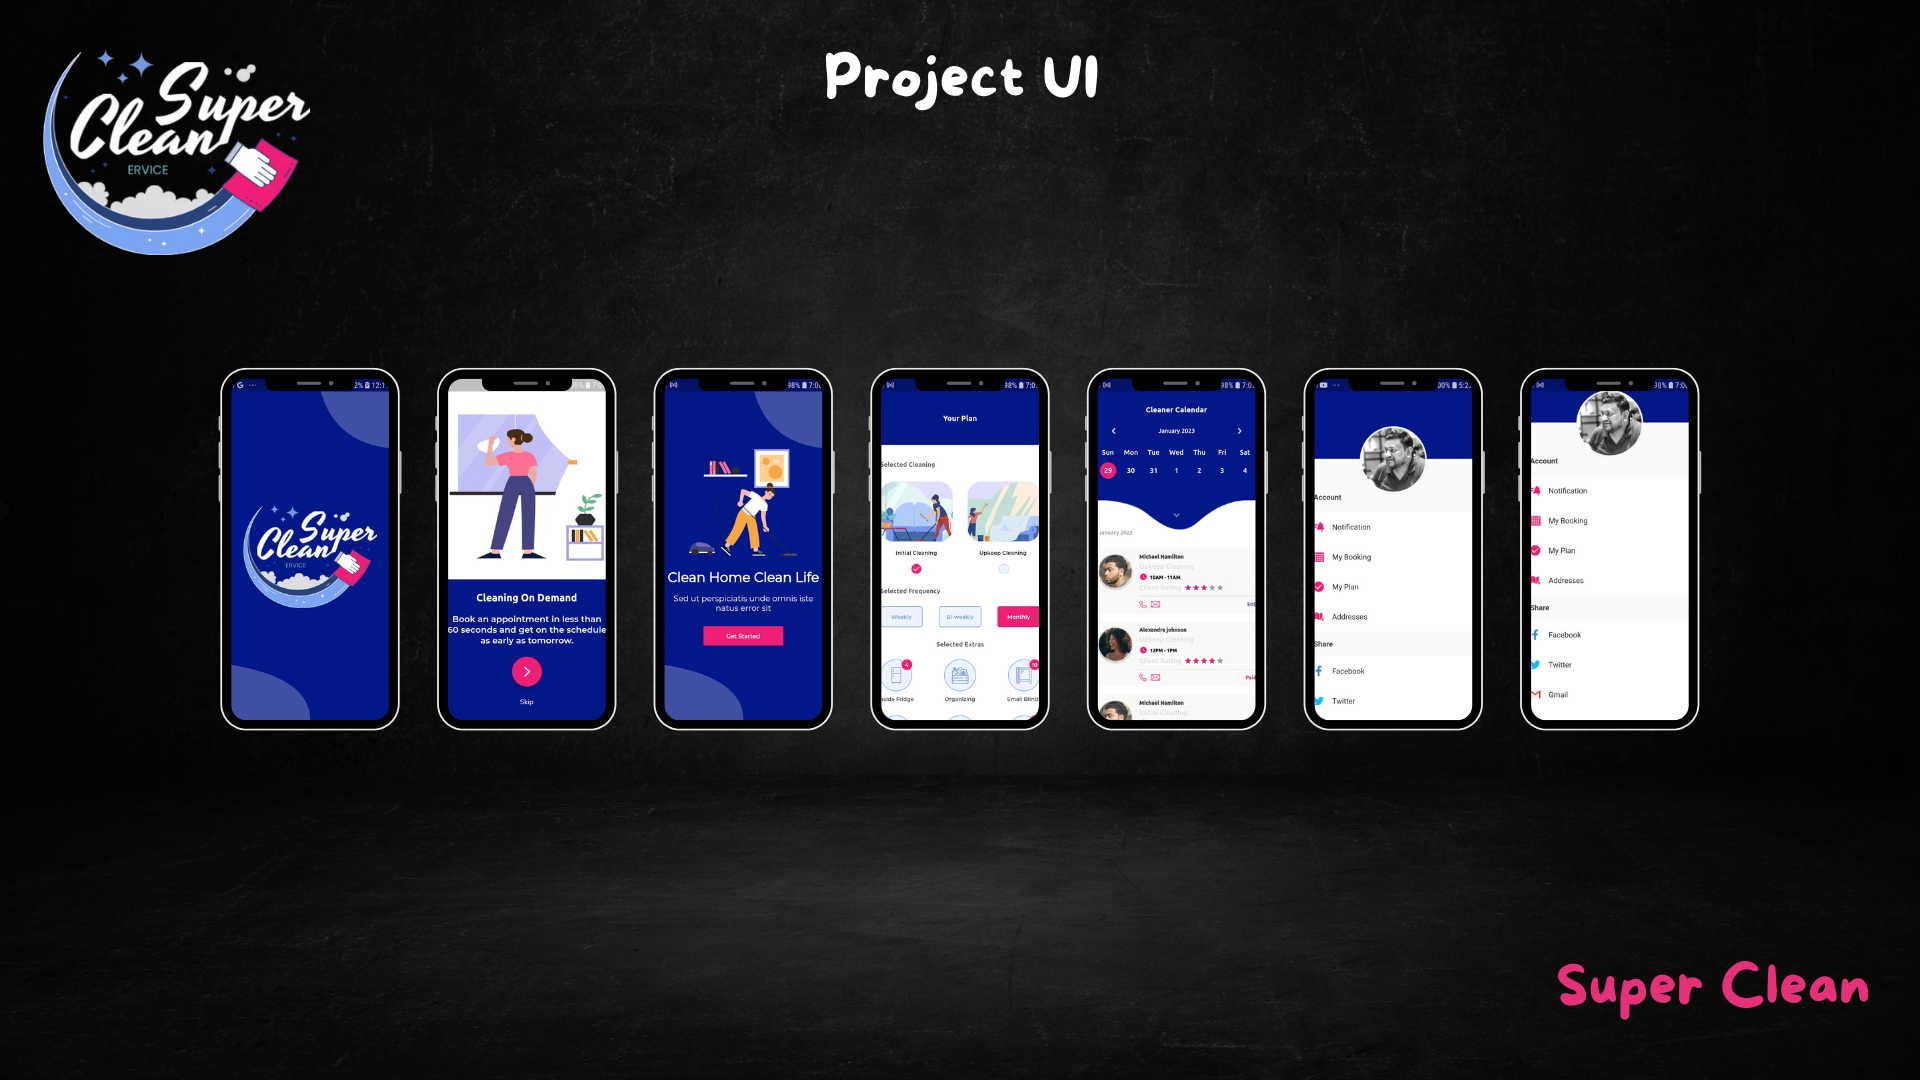 Project UI
Super
Clean
ERVICE
Super
Clean
ERVICE
Cleaning On Demand
Book an appointment in less than
60 seconds and get on the schedule
as early as tomorrow.
Skip
Clean Home Clean Life
Sed ut perspiciatis unde omnis iste
natus error sit
Get Started
Your Plan
Selected Cleaning
Initial Cleaning
Upkeep Cleaning
Selected Frequency
Weekly
Bi-weekly
Monthly
Selected Extras
4
10
side Fridge
Organizing
Small Blind
Cleaner Calendar
January 2023
Sun Mon Tue Wed Thu Fri Sat
29 30 31 1 2 3 4
January 2023
Michael Hamilton
Upkeep Cleaning
10AM - 11AM
Client Rating
Alexandra Johnson
Upkeep Cleaning
12PM - 1PM
Client Rating
Paid
Michael Hamilton
Initial Cleaning
Account
Notification
My Booking
My Plan
Addresses
Share
Facebook
Twitter
Account
Notification
My Booking
My Plan
Addresses
Share
Facebook
Twitter
Gmail
Super Clean